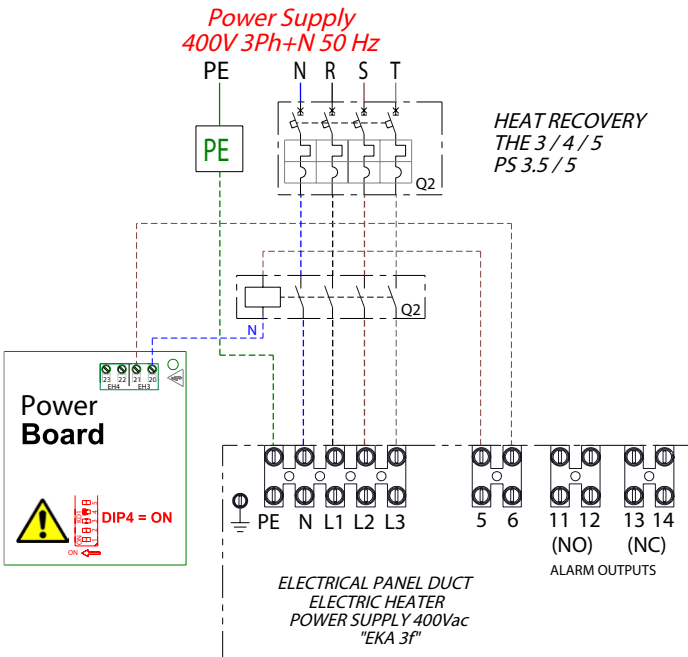 Power Supply
400V 3Ph+N 50 Hz
PE N R S T
HEAT RECOVERY
THE 3 / 4 / 5
PS 3.5 / 5
PE
Q2
Q2
N
23 22 21 20
EH4 EH3
Power
Board
DIP4 = ON
ON
PE N L1 L2 L3 5 6 11 12 13 14
(NO) (NC)
ALARM OUTPUTS
ELECTRICAL PANEL DUCT
ELECTRIC HEATER
POWER SUPPLY 400Vac
"EKA 3f"